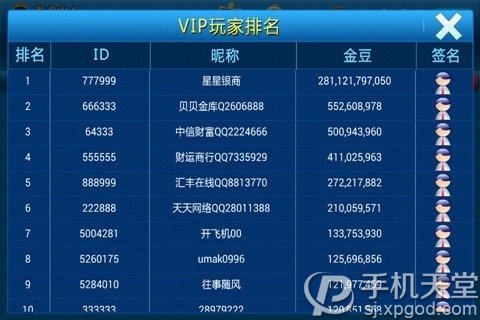 VIP玩家排名
排名 ID 昵称 金豆 签名
1 777999 星星银商 281,121,797,050
2 666333 贝贝金库Q2606888 552,608,978
3 64333 中信财富QQ2224666 500,943,960
4 555555 财运商行QQ7335929 411,025,963
5 888999 汇丰在线QQ8813770 272,217,882
6 222888 天天网络QQ28011388 210,059,571
7 5004281 开飞机00 133,753,930
8 5260175 umak0996 125,696,856
9 5284010 往事随风 121,977,453
10 333333 28979222
手机天堂
sj.xpgod.com